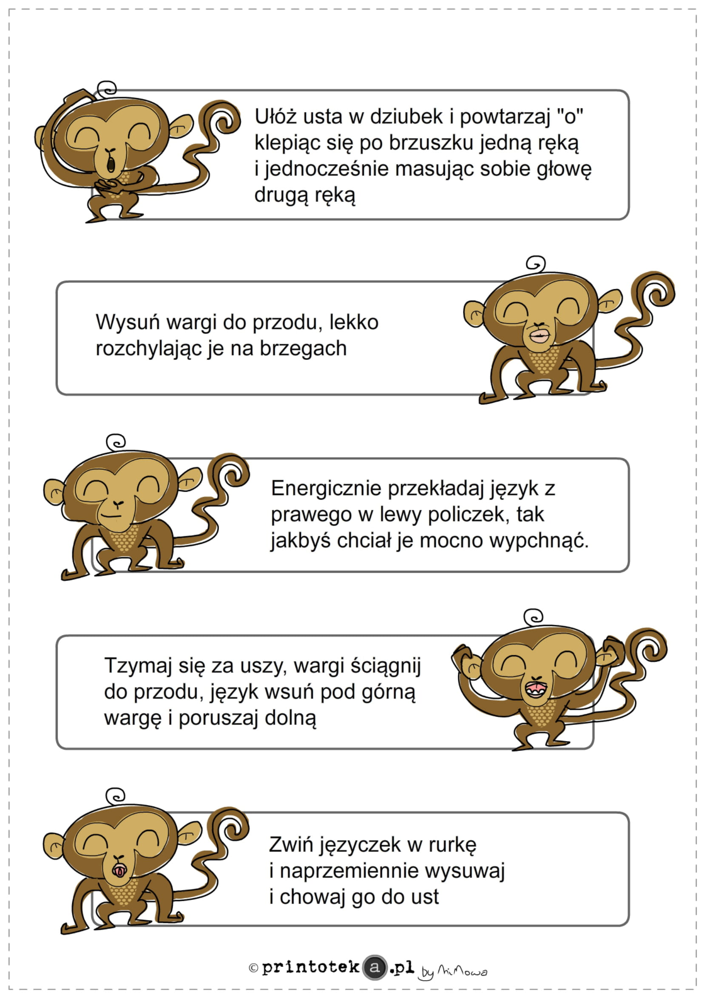 Ułóż usta w dziubek i powtarzaj "o"
klepiąc się po brzuszku jedną ręką
i jednocześnie masując sobie głowę
drugą ręką
Wysuń wargi do przodu, lekko
rozchylając je na brzegach
Energicznie przekładaj język z
prawego w lewy policzek, tak
jakbyś chciał je mocno wypchnąć.
Tzymaj się za uszy, wargi ściągnij
do przodu, język wsuń pod górną
wargę i poruszaj dolną
Zwiń języczek w rurkę
i naprzemiennie wysuwaj
i chowaj go do ust
© printoteka.pl by MiMowa